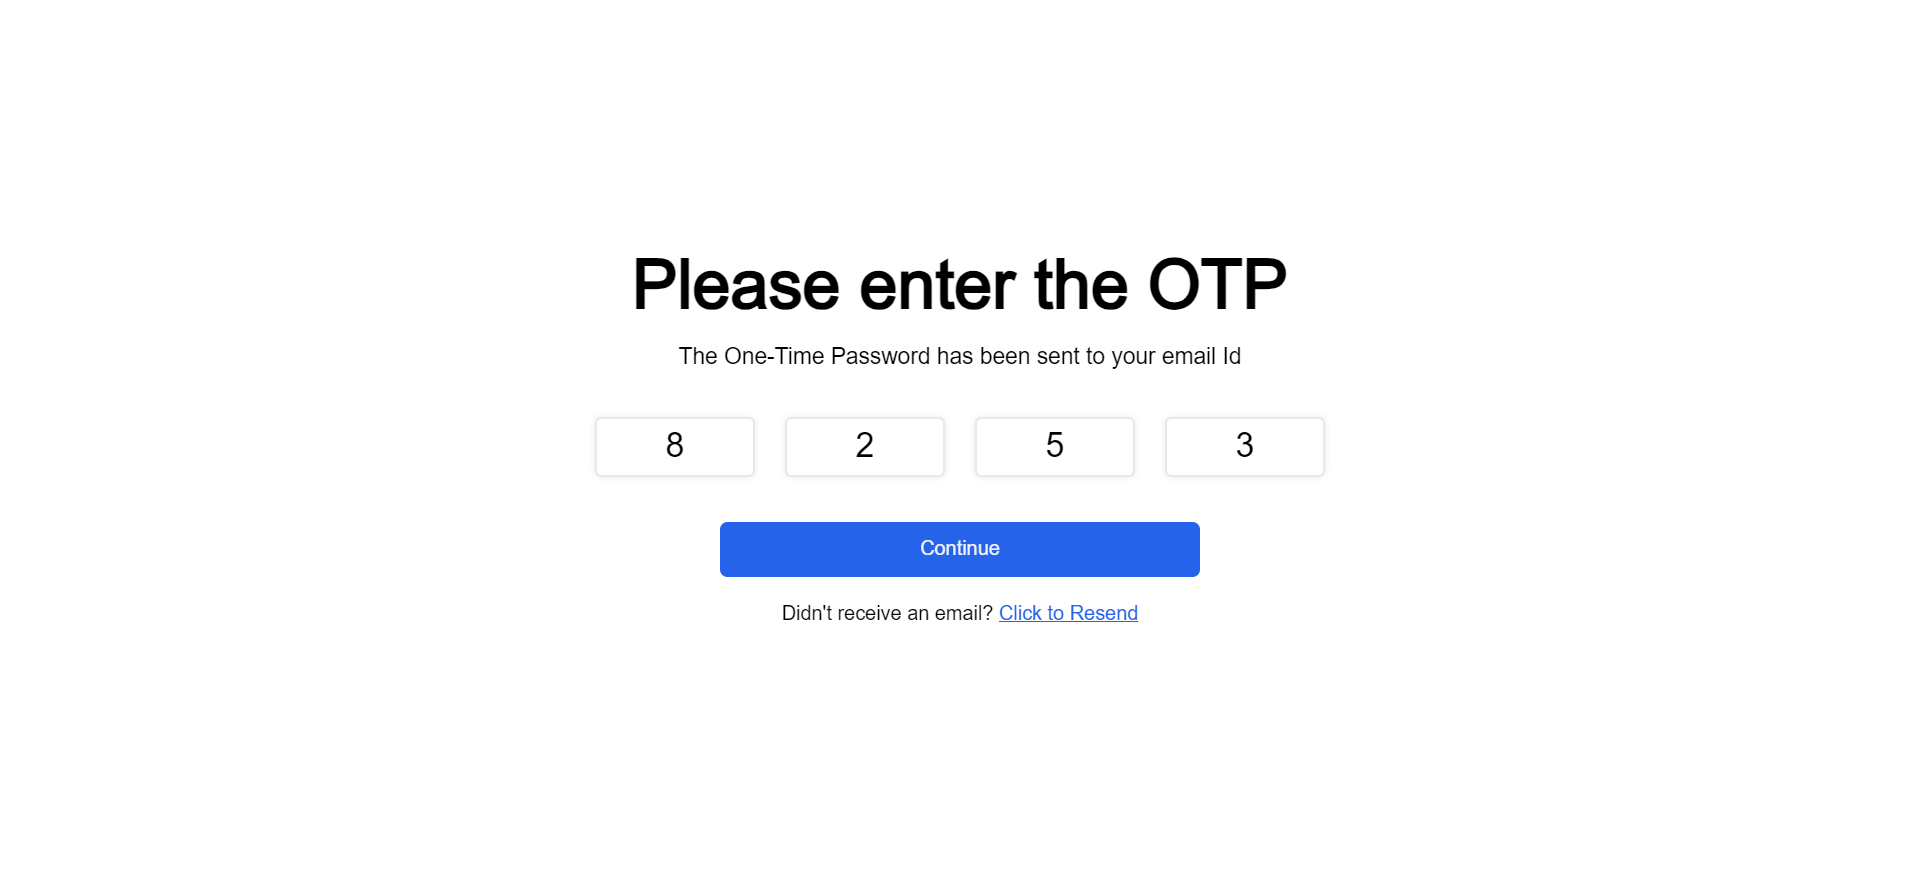 Please enter the OTP
The One-Time Password has been sent to your email Id
8 2 5 3
Continue
Didn't receive an email? Click to Resend